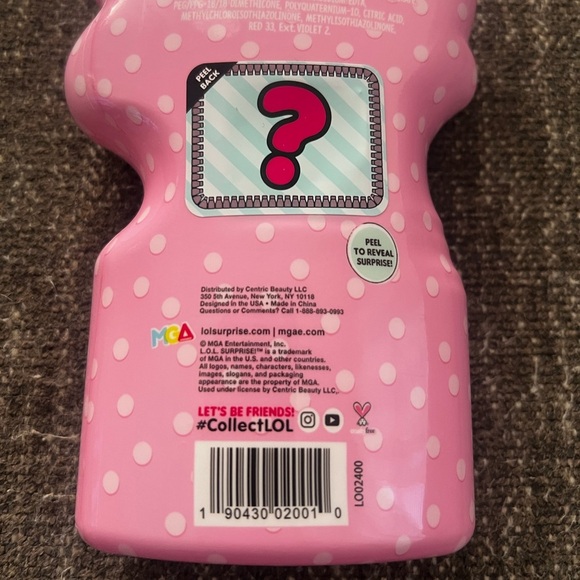 PEG/PPG-18/18 DIMETHICONE, POLYQUATERNIUM-10, CITRIC ACID,
METHYLCHLOROISOTHIAZOLINONE, METHYLISOTHIAZOLINONE,
RED 33, Ext. VIOLET 2.
PEEL
BACK
?
PEEL
TO REVEAL
SURPRISE!
Distributed by Centric Beauty LLC
350 5th Avenue, New York, NY 10118
Designed in the USA • Made in China
Questions or Comments? Call 1-888-893-0993
MGA
lolsurprise.com | mgae.com
© MGA Entertainment, Inc.
L.O.L. SURPRISE!™ is a trademark
of MGA in the U.S. and other countries.
All logos, names, characters, likenesses,
images, slogans, and packaging
appearance are the property of MGA.
Used under license by Centric Beauty LLC.
LET'S BE FRIENDS!
#CollectLOL
1 90430 02001 0
LO02400